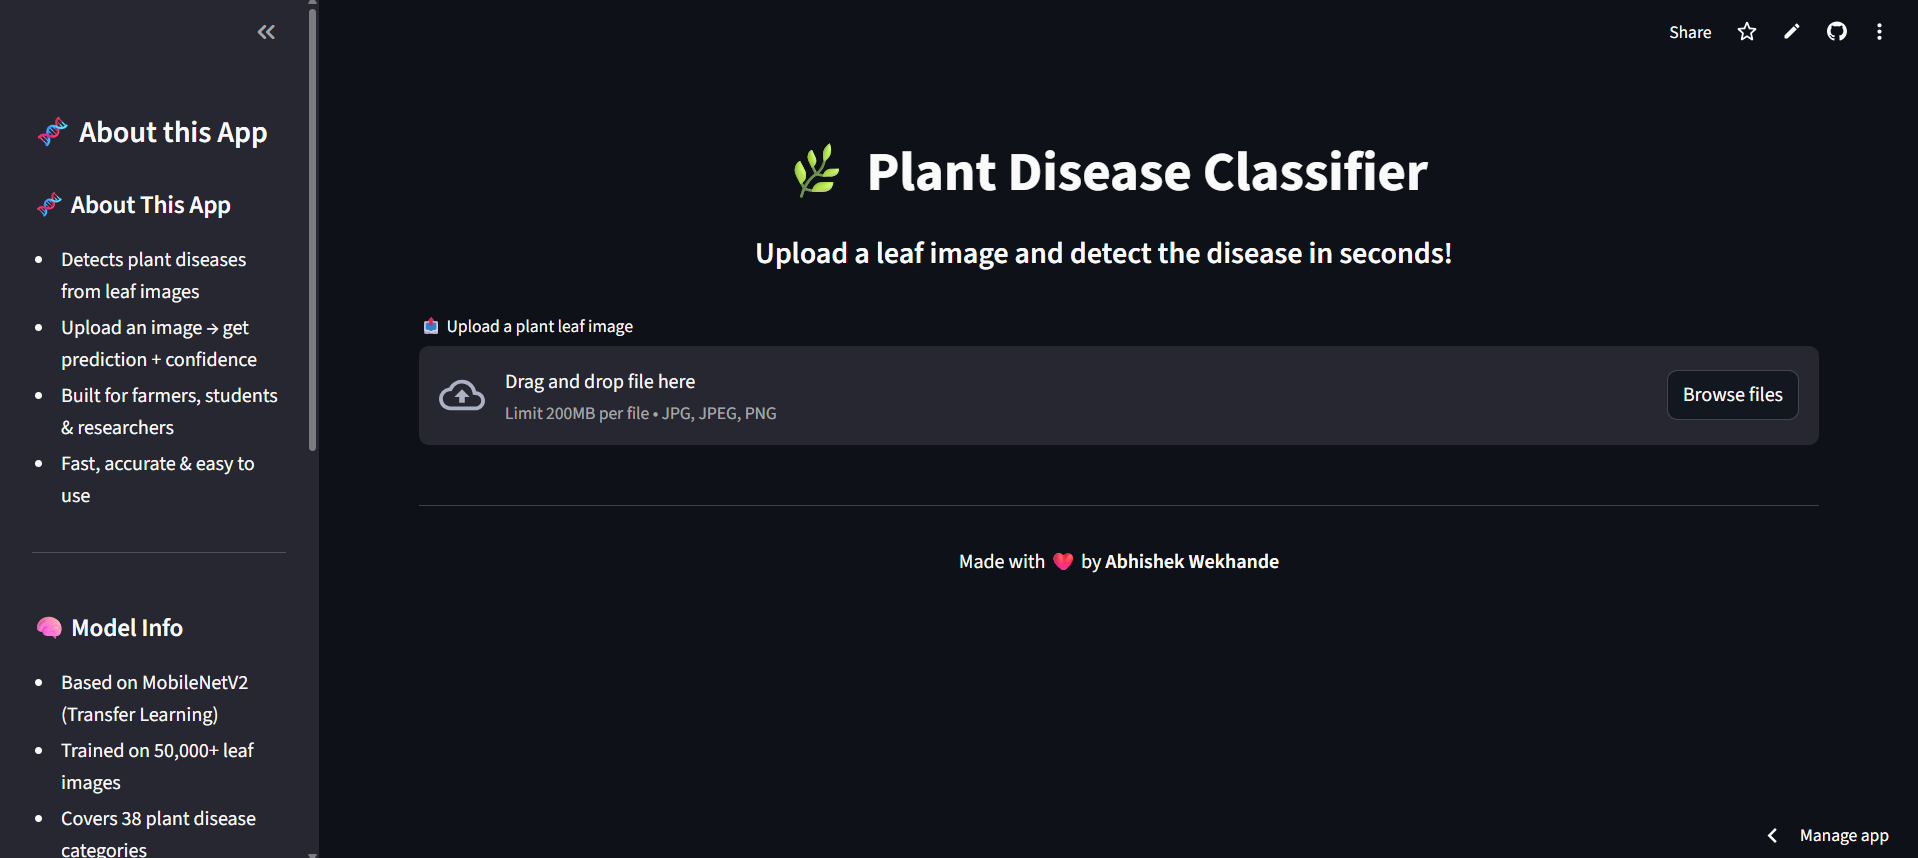 About this App
About This App
Detects plant diseases
from leaf images
Upload an image → get
prediction + confidence
Built for farmers, students
& researchers
Fast, accurate & easy to
use
Model Info
Based on MobileNetV2
(Transfer Learning)
Trained on 50,000+ leaf
images
Covers 38 plant disease
categories
Share
Plant Disease Classifier
Upload a leaf image and detect the disease in seconds!
Upload a plant leaf image
Drag and drop file here
Limit 200MB per file • JPG, JPEG, PNG
Browse files
Made with ❤️ by Abhishek Wekhande
Manage app